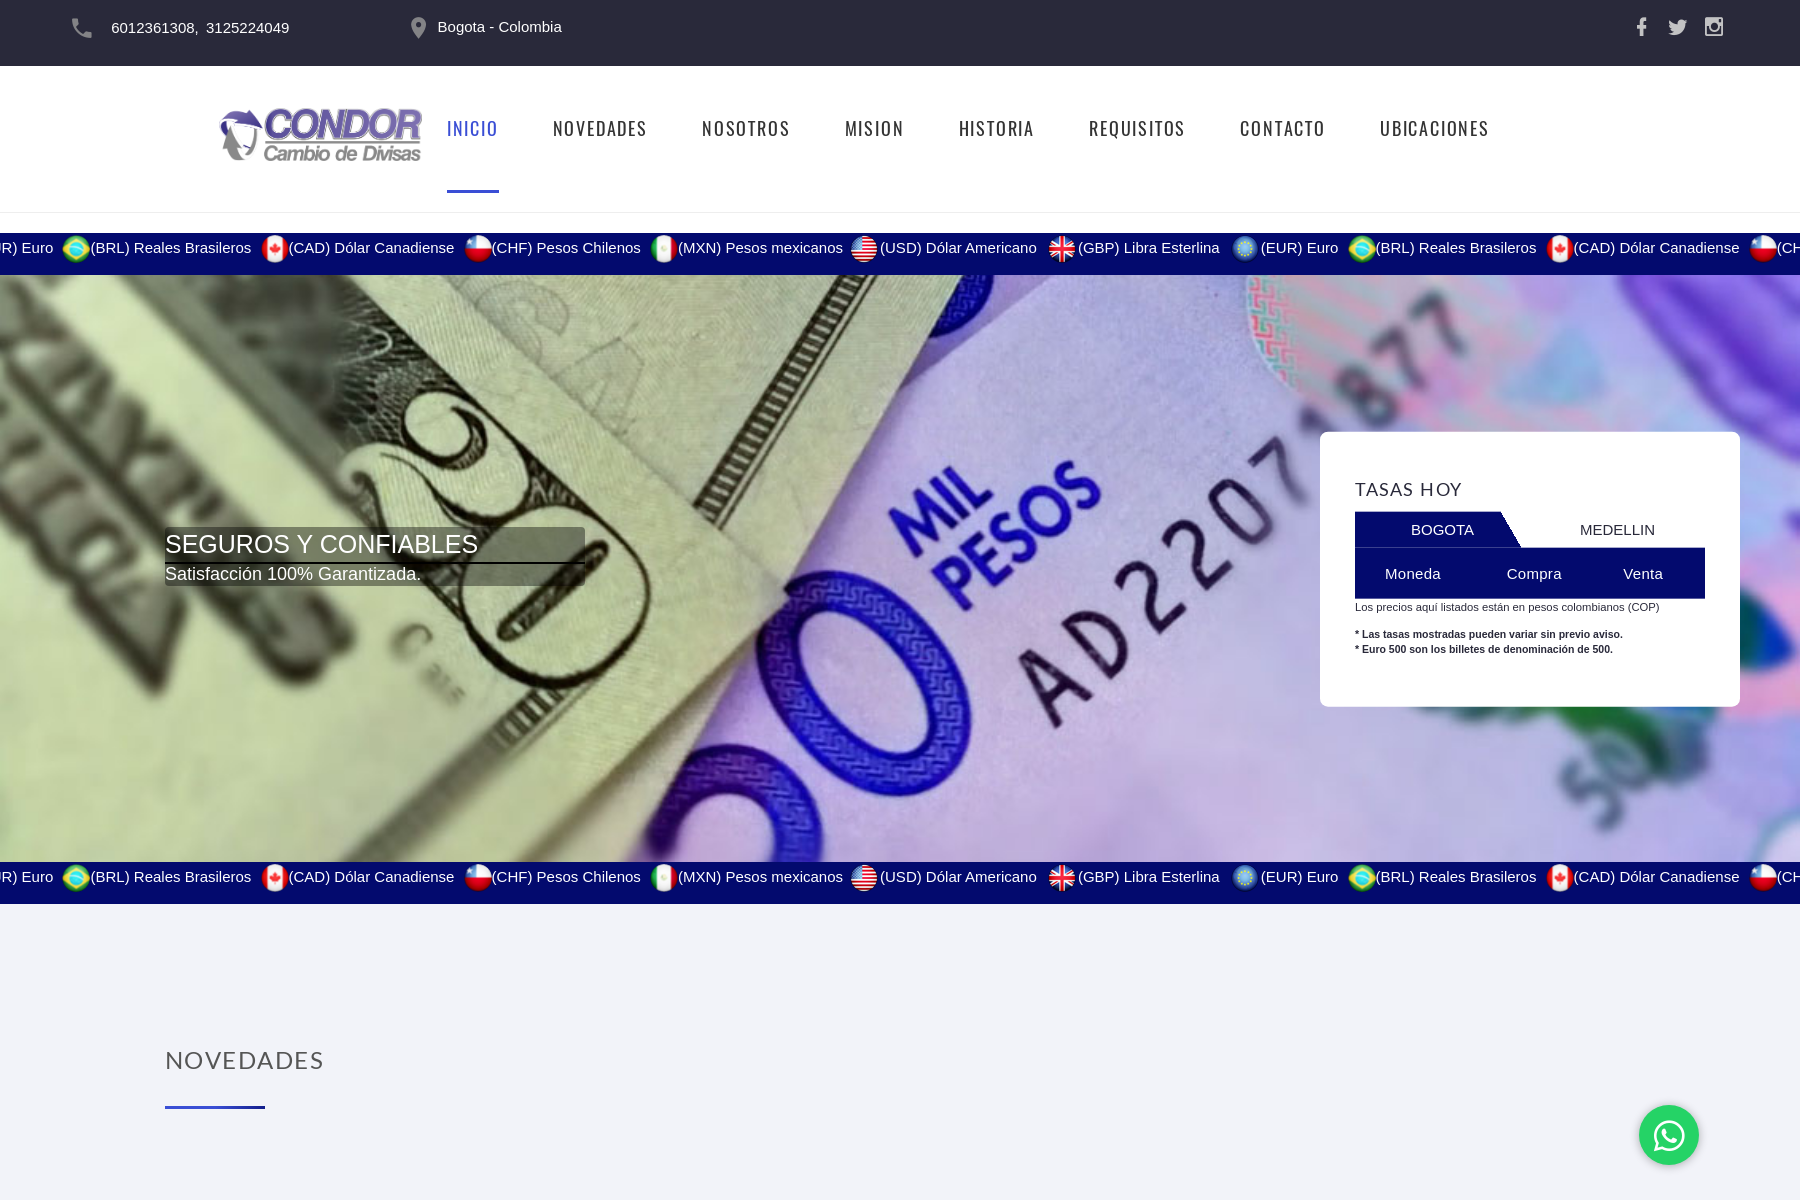 6012361308, 3125224049
Bogota - Colombia
CONDOR
Cambio de Divisas
INICIO NOVEDADES NOSOTROS MISION HISTORIA REQUISITOS CONTACTO UBICACIONES
R) Euro (BRL) Reales Brasileros (CAD) Dólar Canadiense (CHF) Pesos Chilenos (MXN) Pesos mexicanos (USD) Dólar Americano (GBP) Libra Esterlina (EUR) Euro (BRL) Reales Brasileros (CAD) Dólar Canadiense (CH
MIL
PESOS
AD22071877
50
SEGUROS Y CONFIABLES
Satisfacción 100% Garantizada.
TASAS HOY
BOGOTA MEDELLIN
Moneda Compra Venta
Los precios aquí listados están en pesos colombianos (COP)
* Las tasas mostradas pueden variar sin previo aviso.
* Euro 500 son los billetes de denominación de 500.
R) Euro (BRL) Reales Brasileros (CAD) Dólar Canadiense (CHF) Pesos Chilenos (MXN) Pesos mexicanos (USD) Dólar Americano (GBP) Libra Esterlina (EUR) Euro (BRL) Reales Brasileros (CAD) Dólar Canadiense (CH
NOVEDADES